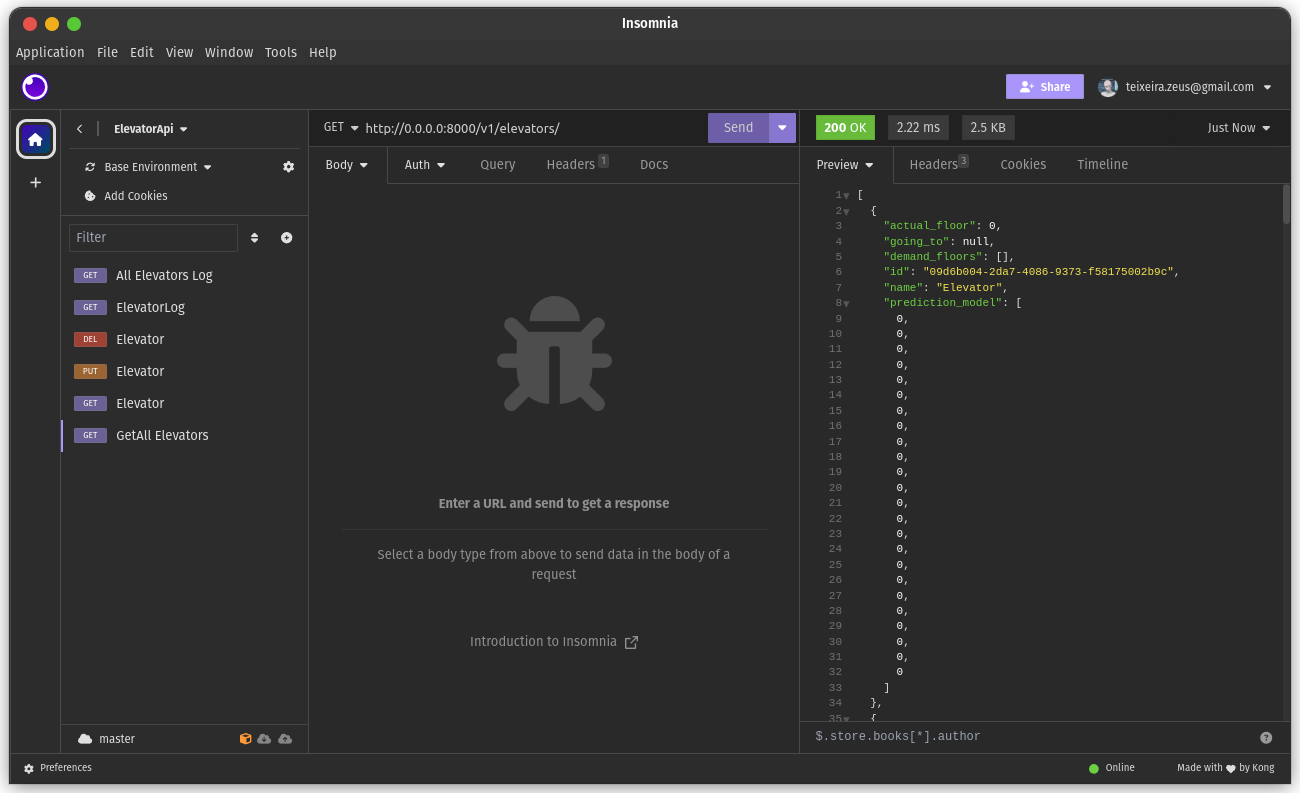 Insomnia
Application File Edit View Window Tools Help
Share teixeira.zeus@gmail.com
ElevatorApi
Base Environment
Add Cookies
Filter
GET All Elevators Log
GET ElevatorLog
DEL Elevator
PUT Elevator
GET Elevator
GET GetAll Elevators
master
GET http://0.0.0.0:8000/v1/elevators/ Send
Body Auth Query Headers 1 Docs
Enter a URL and send to get a response
Select a body type from above to send data in the body of a
request
Introduction to Insomnia
200 OK 2.22 ms 2.5 KB Just Now
Preview Headers 3 Cookies Timeline
1 [
2 {
3 "actual_floor": 0,
4 "going_to": null,
5 "demand_floors": [],
6 "id": "09d6b004-2da7-4086-9373-f58175002b9c",
7 "name": "Elevator",
8 "prediction_model": [
9 0,
10 0,
11 0,
12 0,
13 0,
14 0,
15 0,
16 0,
17 0,
18 0,
19 0,
20 0,
21 0,
22 0,
23 0,
24 0,
25 0,
26 0,
27 0,
28 0,
29 0,
30 0,
31 0,
32 0
33 ]
34 },
35 {
$.store.books[*].author
Preferences
Online Made with by Kong